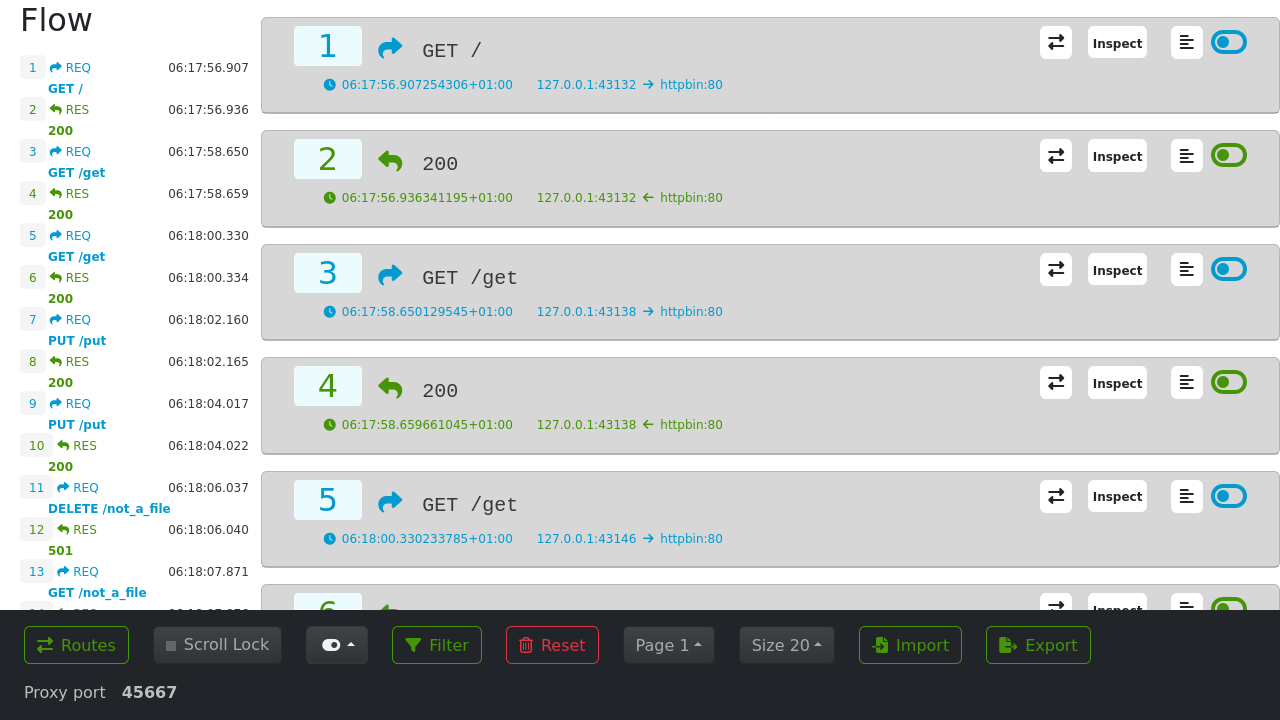 Flow
1 REQ 06:17:56.907
GET /
2 RES 06:17:56.936
200
3 REQ 06:17:58.650
GET /get
4 RES 06:17:58.659
200
5 REQ 06:18:00.330
GET /get
6 RES 06:18:00.334
200
7 REQ 06:18:02.160
PUT /put
8 RES 06:18:02.165
200
9 REQ 06:18:04.017
PUT /put
10 RES 06:18:04.022
200
11 REQ 06:18:06.037
DELETE /not_a_file
12 RES 06:18:06.040
501
13 REQ 06:18:07.871
GET /not_a_file
1 GET / Inspect
06:17:56.907254306+01:00 127.0.0.1:43132 → httpbin:80
2 200 Inspect
06:17:56.936341195+01:00 127.0.0.1:43132 ← httpbin:80
3 GET /get Inspect
06:17:58.650129545+01:00 127.0.0.1:43138 → httpbin:80
4 200 Inspect
06:17:58.659661045+01:00 127.0.0.1:43138 ← httpbin:80
5 GET /get Inspect
06:18:00.330233785+01:00 127.0.0.1:43146 → httpbin:80
6 Inspect
Routes Scroll Lock Filter Reset Page 1 Size 20 Import Export
Proxy port 45667